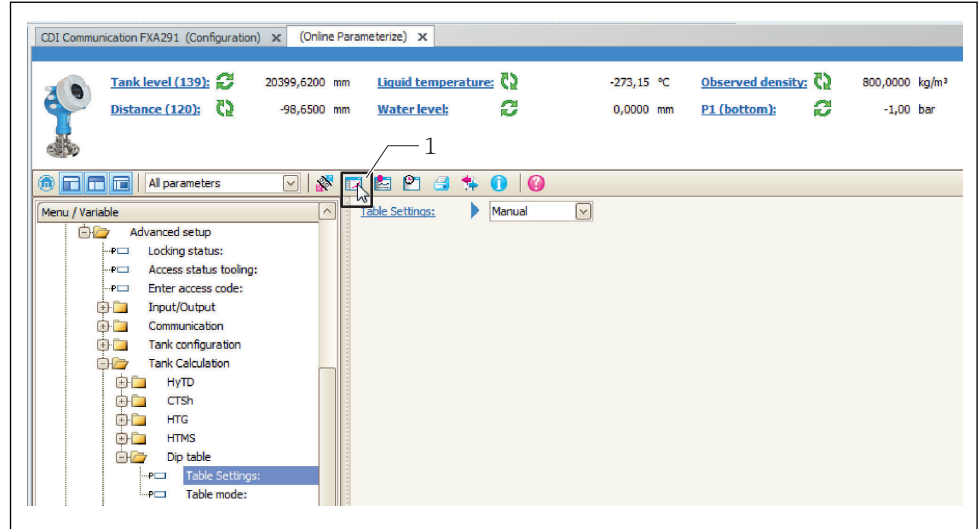 CDI Communication FXA291 (Configuration) (Online Parameterize)
Tank level (139): 20399,6200 mm Liquid temperature: -273,15 °C Observed density: 800,0000 kg/m³
Distance (120): -98,6500 mm Water level: 0,0000 mm P1 (bottom): -1,00 bar
1
All parameters
Menu / Variable
Table Settings: Manual
Advanced setup
Locking status:
Access status tooling:
Enter access code:
Input/Output
Communication
Tank configuration
Tank Calculation
HyTD
CTSh
HTG
HTMS
Dip table
Table Settings:
Table mode: